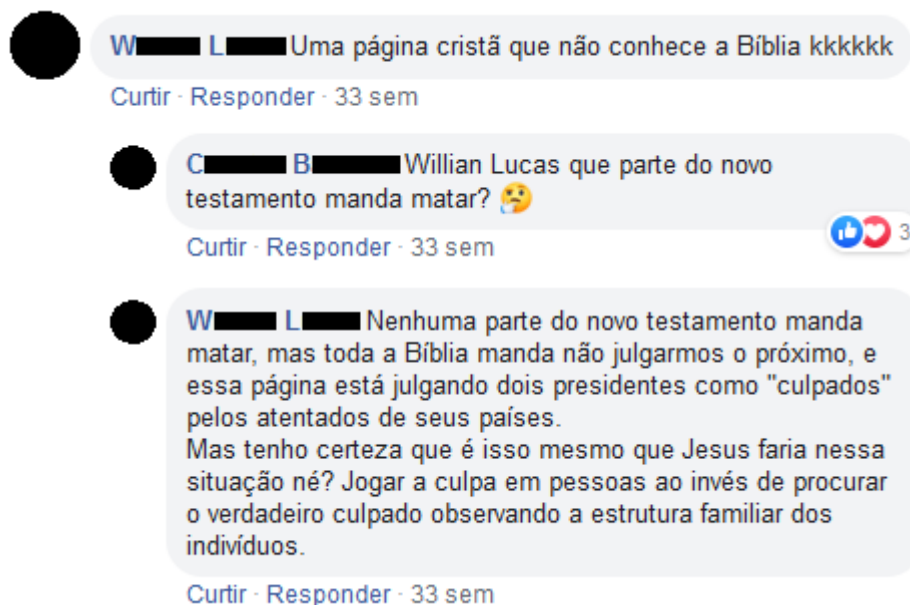 W L Uma página cristã que não conhece a Bíblia kkkkkk
Curtir · Responder · 33 sem
C B Willian Lucas que parte do novo
testamento manda matar? 🤔
3
Curtir · Responder · 33 sem
W L Nenhuma parte do novo testamento manda
matar, mas toda a Bíblia manda não julgarmos o próximo, e
essa página está julgando dois presidentes como "culpados"
pelos atentados de seus países.
Mas tenho certeza que é isso mesmo que Jesus faria nessa
situação né? Jogar a culpa em pessoas ao invés de procurar
o verdadeiro culpado observando a estrutura familiar dos
indivíduos.
Curtir · Responder · 33 sem